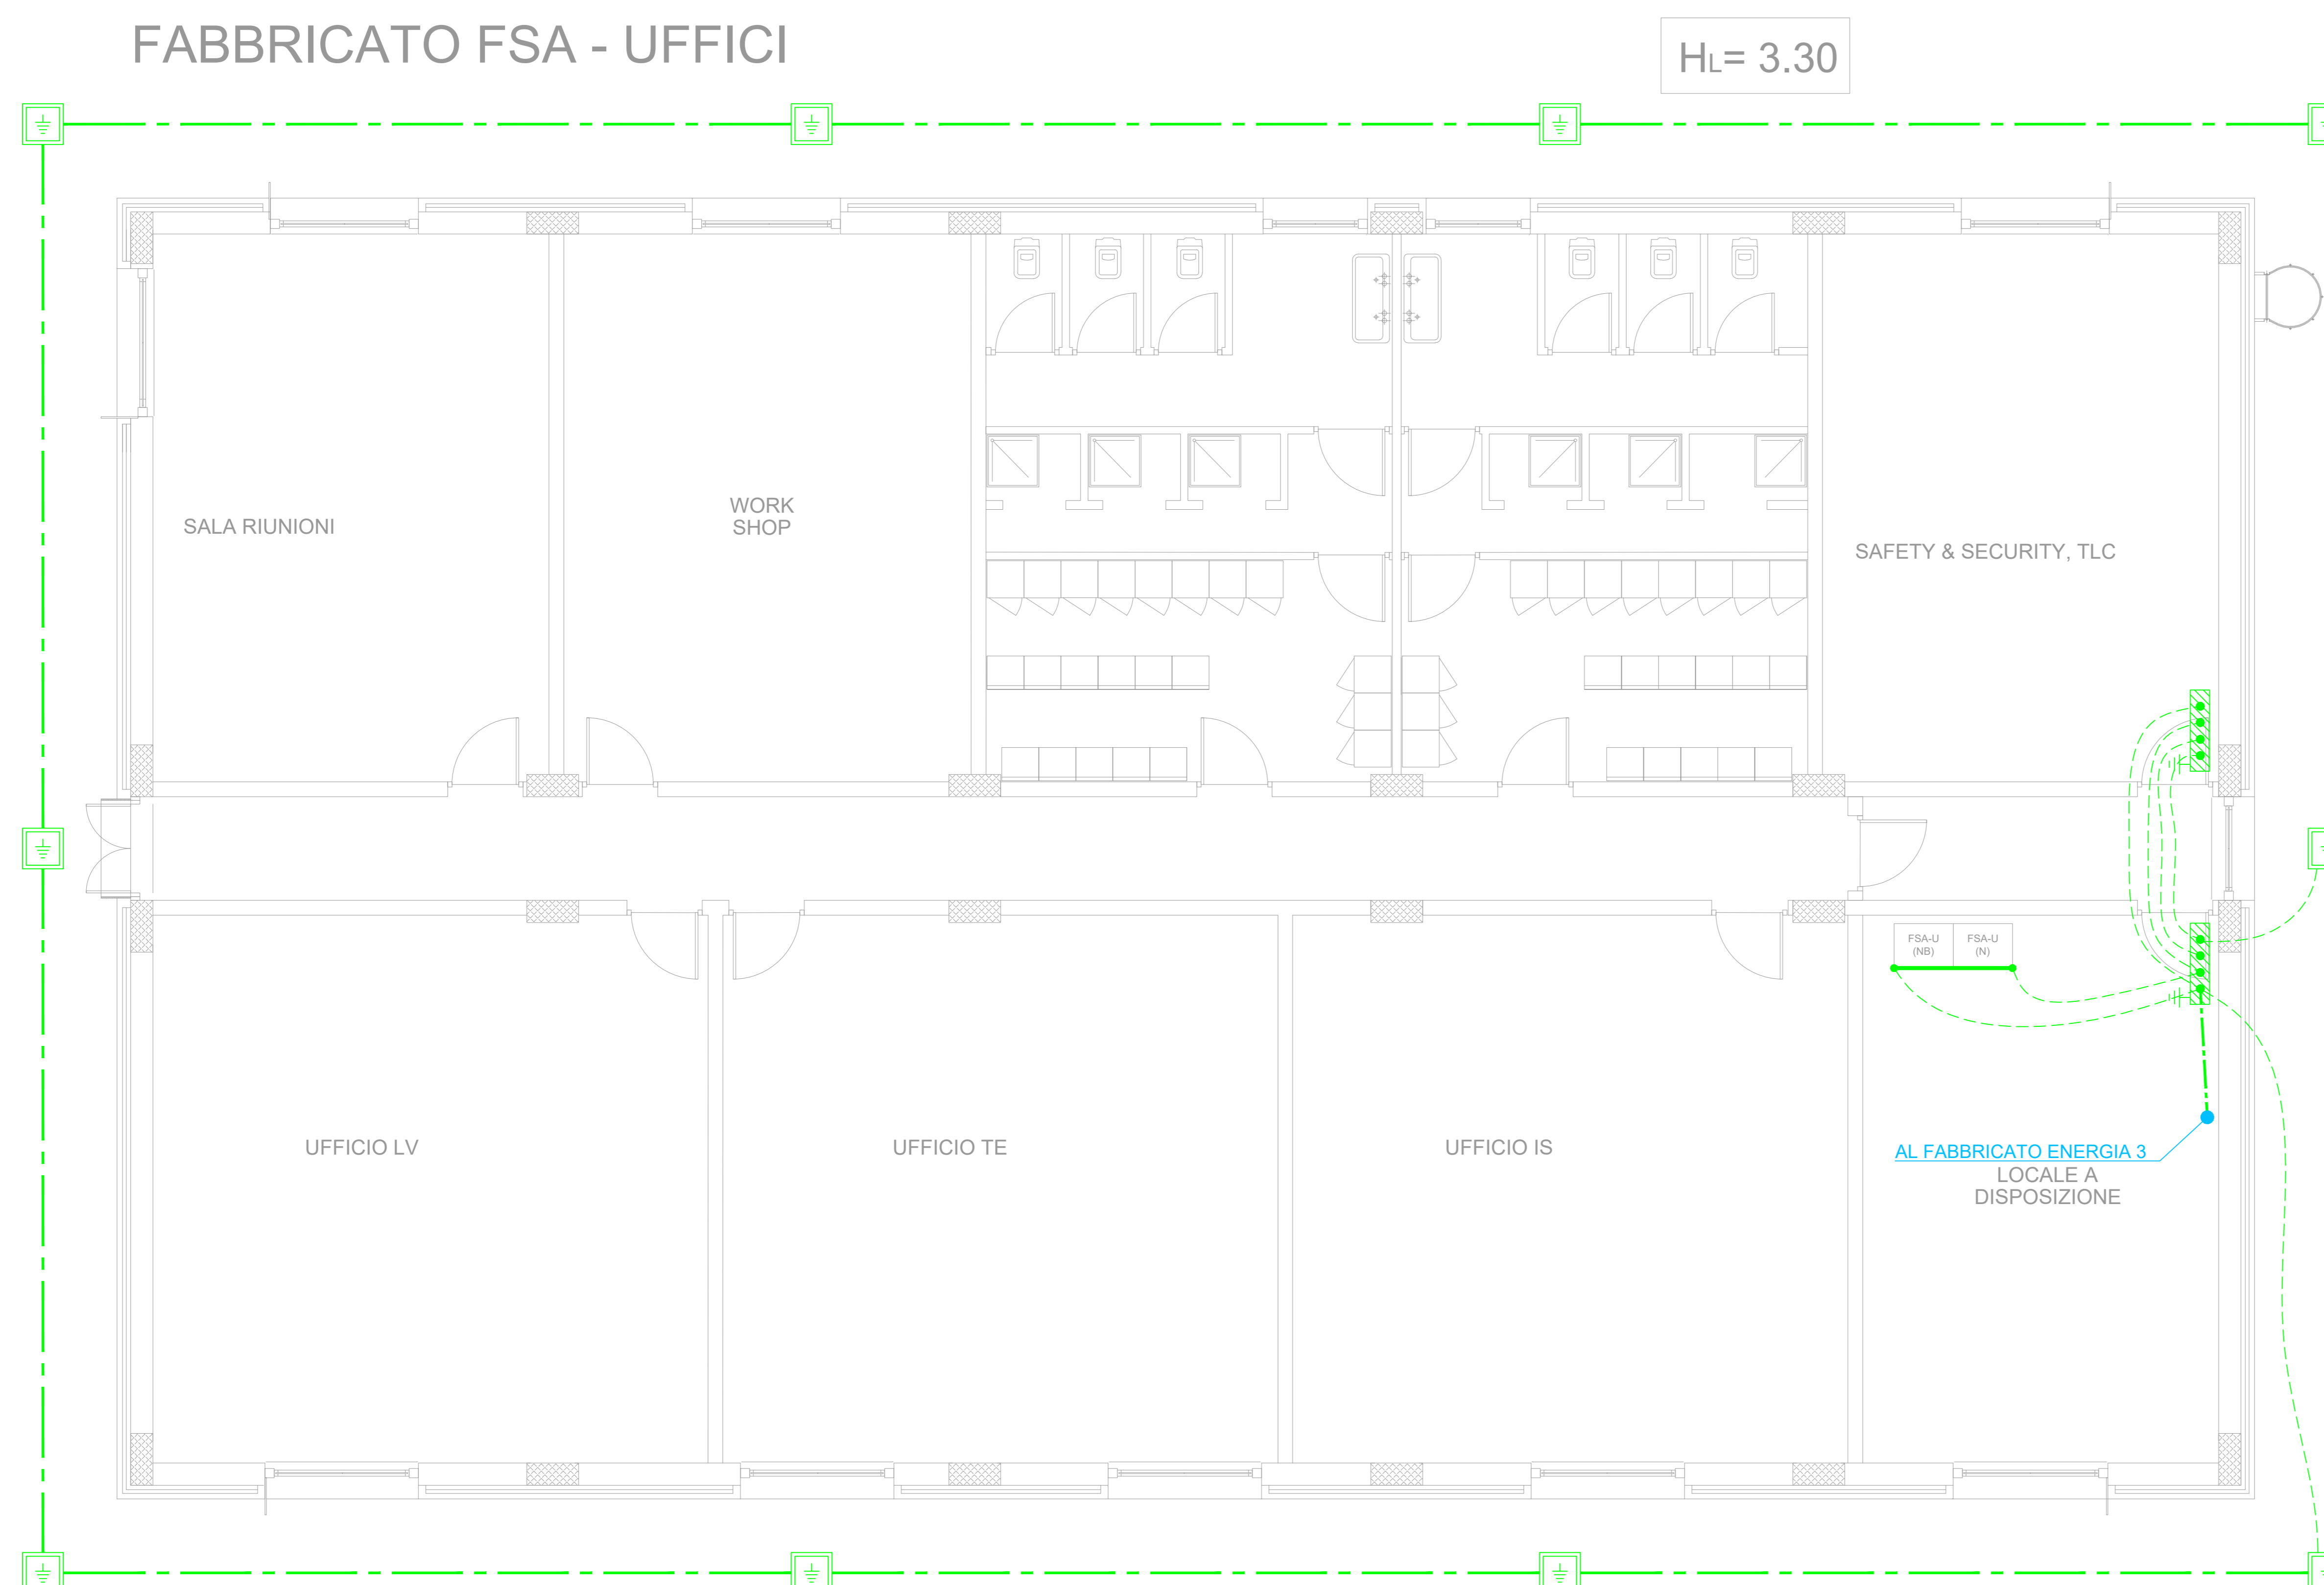 FABBRICATO FSA - UFFICI
HL= 3.30
SALA RIUNIONI
WORK
SHOP
SAFETY & SECURITY, TLC
FSA-U
(NB)
FSA-U
(N)
UFFICIO LV
UFFICIO TE
UFFICIO IS
AL FABBRICATO ENERGIA 3
LOCALE A
DISPOSIZIONE